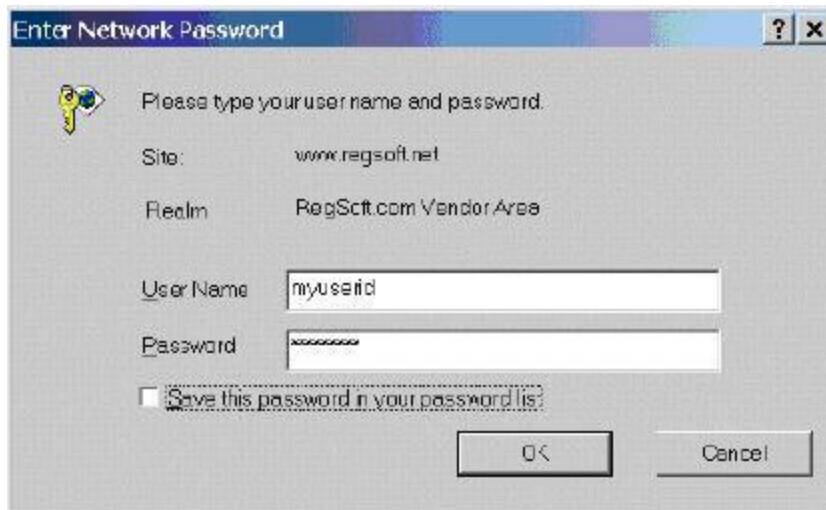 Enter Network Password
Please type your user name and password.
Site: www.regsoft.net
Realm RegSoft.com Vendor Area
User Name myuserid
Password ********
Save this password in your password list
OK Cancel